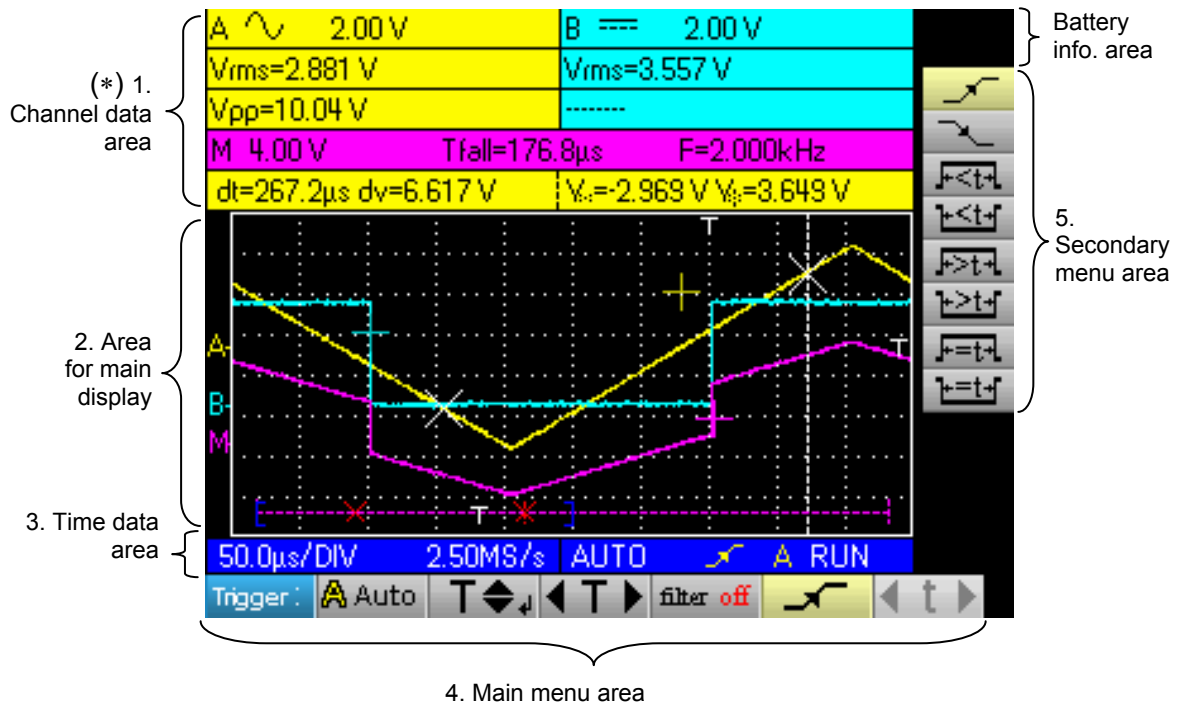 (*) 1.
Channel data
area
2. Area
for main
display
3. Time data
area
A 2.00 V
B 2.00 V
Vrms=2.881 V
Vrms=3.557 V
Vpp=10.04 V
--------
M 4.00 V Tfall=176.8µs F=2.000kHz
dt=267.2µs dv=6.617 V
=-2.969 V =3.649 V
T
A
T
B
M
T
50.0µs/DIV 2.50MS/s AUTO A RUN
Trigger : A Auto T T filter off t
4. Main menu area
Battery
info. area
<t
<t
>t
>t
=t
=t
5.
Secondary
menu area